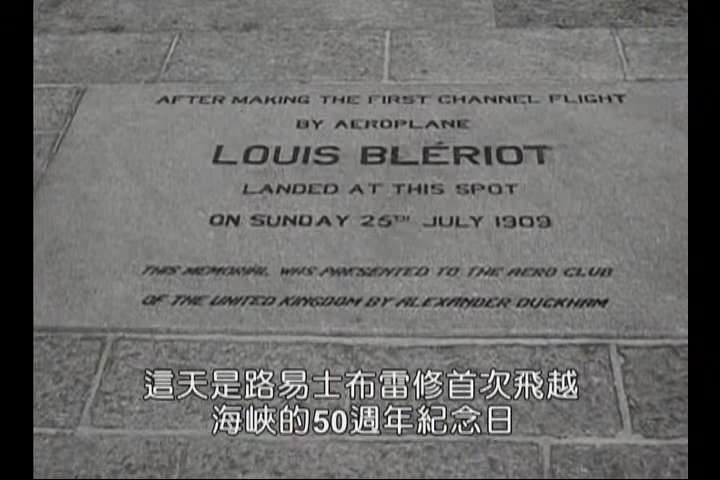 AFTER MAKING THE FIRST CHANNEL FLIGHT
BY AEROPLANE
LOUIS BLÉRIOT
LANDED AT THIS SPOT
ON SUNDAY 25TH JULY 1909
THIS MEMORIAL WAS PRESENTED TO THE AERO CLUB
OF THE UNITED KINGDOM BY ALEXANDER DUCKHAM
這天是路易士布雷修首次飛越
海峽的50週年紀念日